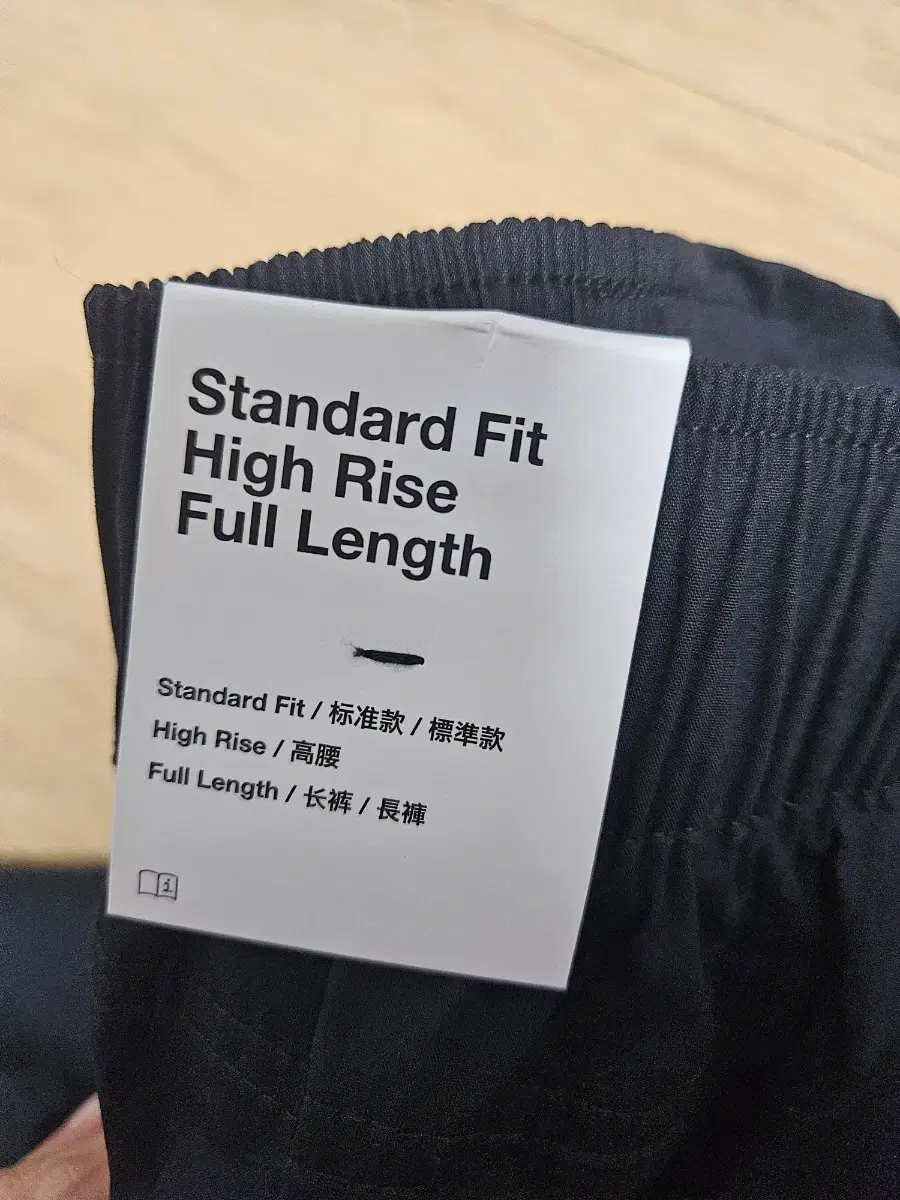 Standard Fit
High Rise
Full Length
Standard Fit / 标准款 / 標準款
High Rise / 高腰
Full Length / 长裤 / 長褲
i